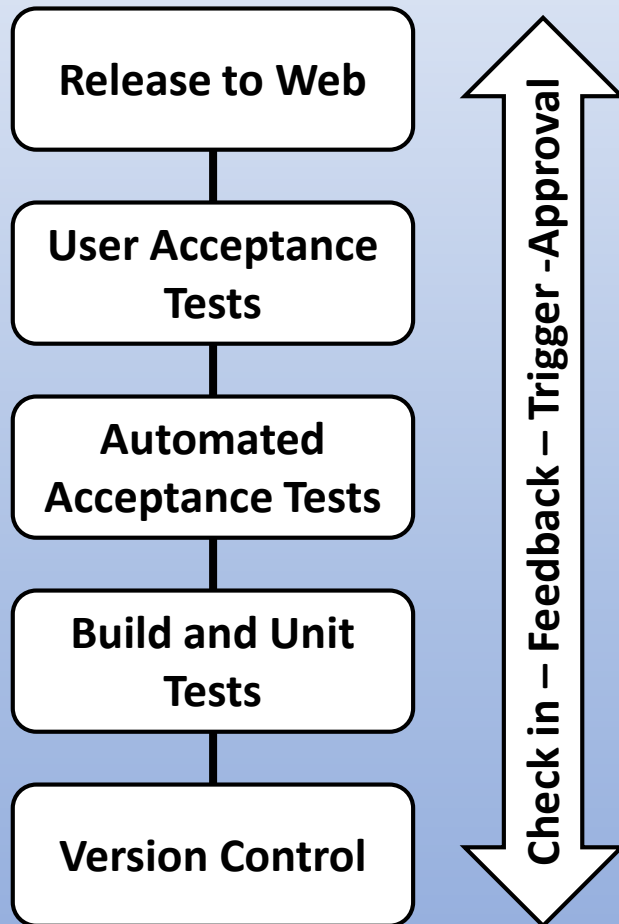 Release to Web
User Acceptance
Tests
Automated
Acceptance Tests
Build and Unit
Tests
Version Control
Check in – Feedback – Trigger -Approval